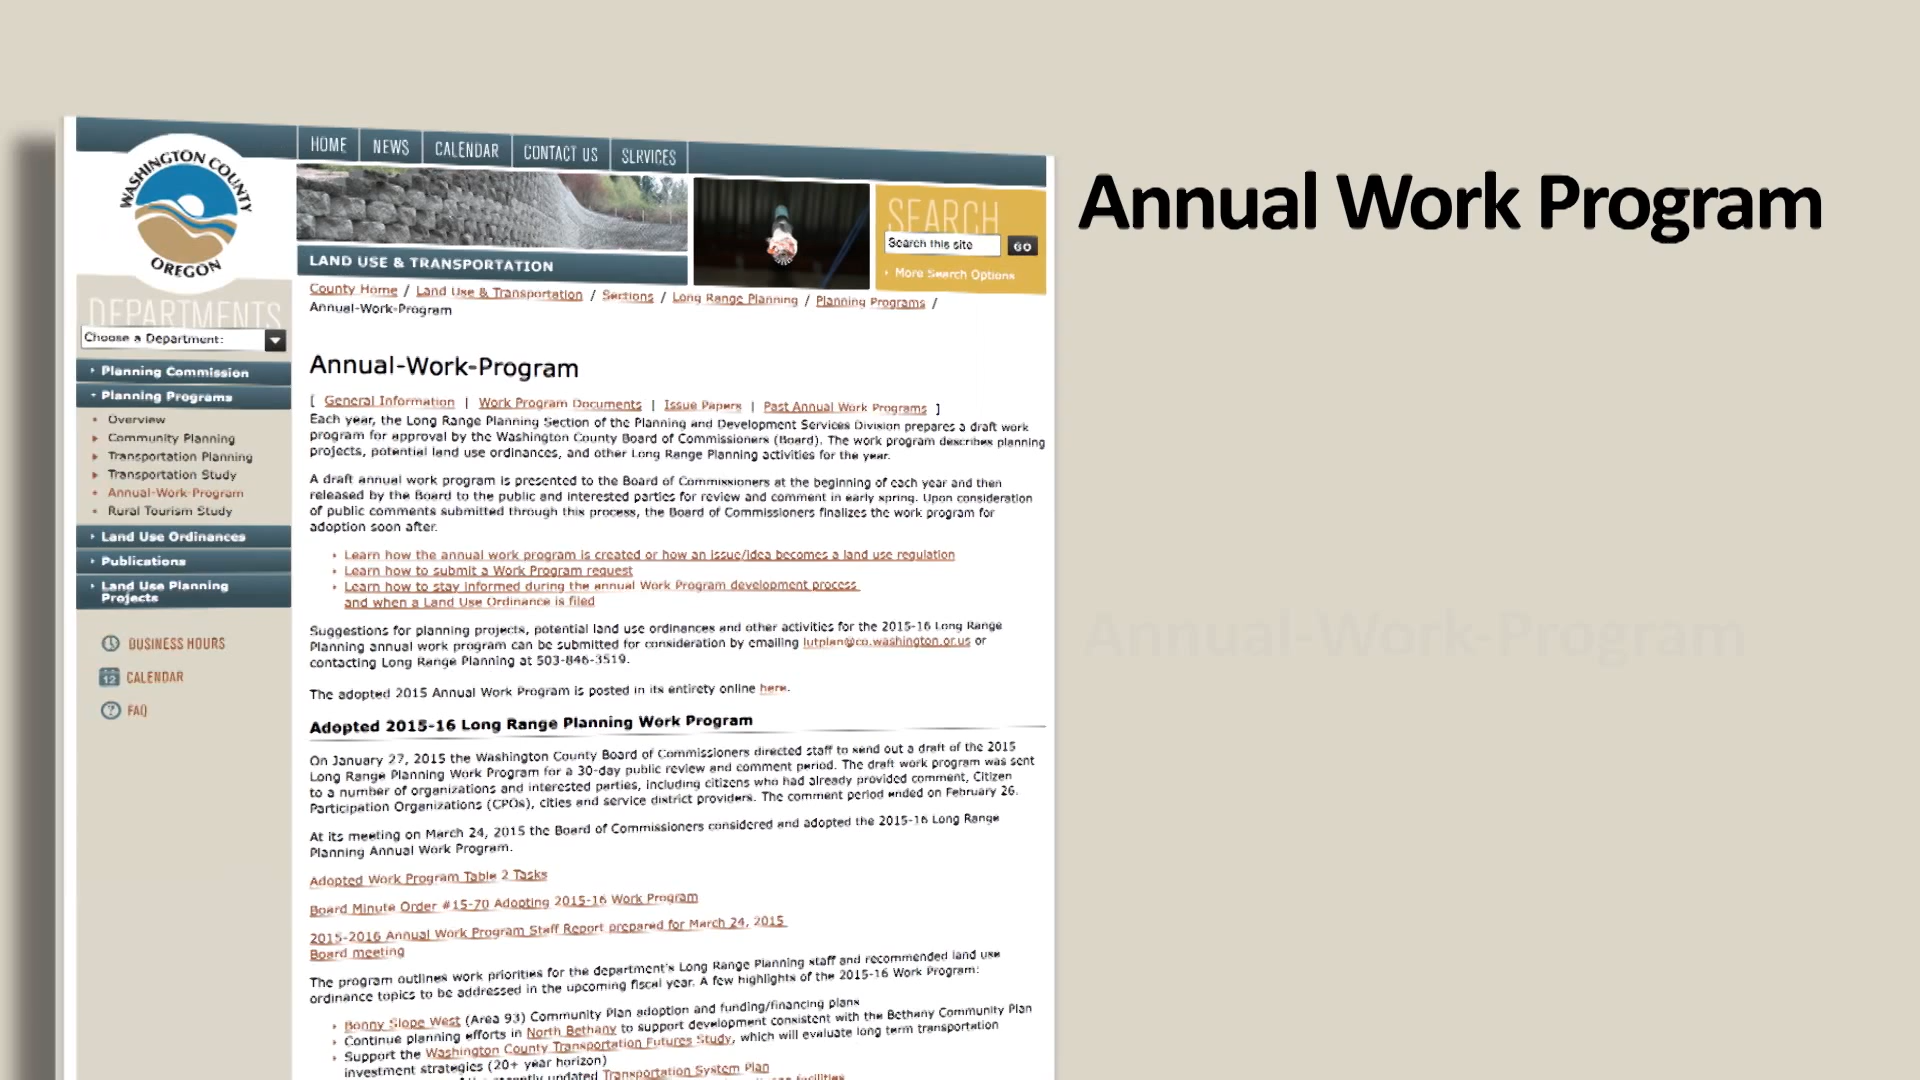 WASHINGTON COUNTY
OREGON
HOME
NEWS
CALENDAR
CONTACT US
SERVICES
LAND USE & TRANSPORTATION
SEARCH
Search this site
GO
More Search Options
DEPARTMENTS
Choose a Department:
Planning Commission
Planning Programs
Overview
Community Planning
Transportation Planning
Transportation Study
Annual-Work-Program
Rural Tourism Study
Land Use Ordinances
Publications
Land Use Planning
Projects
BUSINESS HOURS
12
CALENDAR
? FAQ
County Home / Land Use & Transportation / Sections / Long Range Planning / Planning Programs /
Annual-Work-Program
Annual-Work-Program
[ General Information | Work Program Documents | Issue Papers | Past Annual Work Programs ]
Each year, the Long Range Planning Section of the Planning and Development Services Division prepares a draft work
program for approval by the Washington County Board of Commissioners (Board). The work program describes planning
projects, potential land use ordinances, and other Long Range Planning activities for the year.
A draft annual work program is presented to the Board of Commissioners at the beginning of each year and then
released by the Board to the public and interested parties for review and comment in early spring. Upon consideration
of public comments submitted through this process, the Board of Commissioners finalizes the work program for
adoption soon after.
Learn how the annual work program is created or how an issue/idea becomes a land use regulation
Learn how to submit a Work Program request
Learn how to stay informed during the annual Work Program development process
and when a Land Use Ordinance is filed
Suggestions for planning projects, potential land use ordinances and other activities for the 2015-16 Long Range
Planning annual work program can be submitted for consideration by emailing lutplan@co.washington.or.us or
contacting Long Range Planning at 503-846-3519.
The adopted 2015 Annual Work Program is posted in its entirety online here.
Adopted 2015-16 Long Range Planning Work Program
On January 27, 2015 the Washington County Board of Commissioners directed staff to send out a draft of the 2015
Long Range Planning Work Program for a 30-day public review and comment period. The draft work program was sent
to a number of organizations and interested parties, including citizens who had already provided comment, Citizen
Participation Organizations (CPOs), cities and service district providers. The comment period ended on February 26.
At its meeting on March 24, 2015 the Board of Commissioners considered and adopted the 2015-16 Long Range
Planning Annual Work Program.
Adopted Work Program Table 2 Tasks
Board Minute Order #15-70 Adopting 2015-16 Work Program
2015-2016 Annual Work Program Staff Report prepared for March 24, 2015
Board meeting
The program outlines work priorities for the department's Long Range Planning staff and recommended land use
ordinance topics to be addressed in the upcoming fiscal year. A few highlights of the 2015-16 Work Program:
Bonny Slope West (Area 93) Community Plan adoption and funding/financing plans
Continue planning efforts in North Bethany to support development consistent with the Bethany Community Plan
Support the Washington County Transportation Futures Study, which will evaluate long term transportation
investment strategies (20+ year horizon)
recently updated Transportation System Plan
facilities
Annual Work Program
Annual-Work-Program